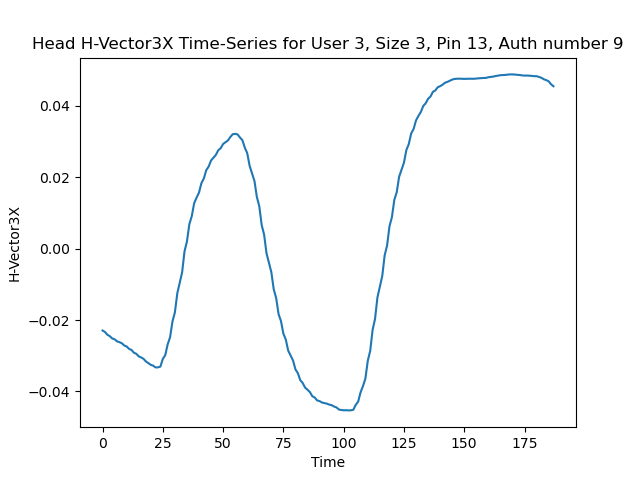 Head H-Vector3X Time-Series for User 3, Size 3, Pin 13, Auth number 9
H-Vector3X
0.04
0.02
0.00
−0.02
−0.04
0 25 50 75 100 125 150 175
Time